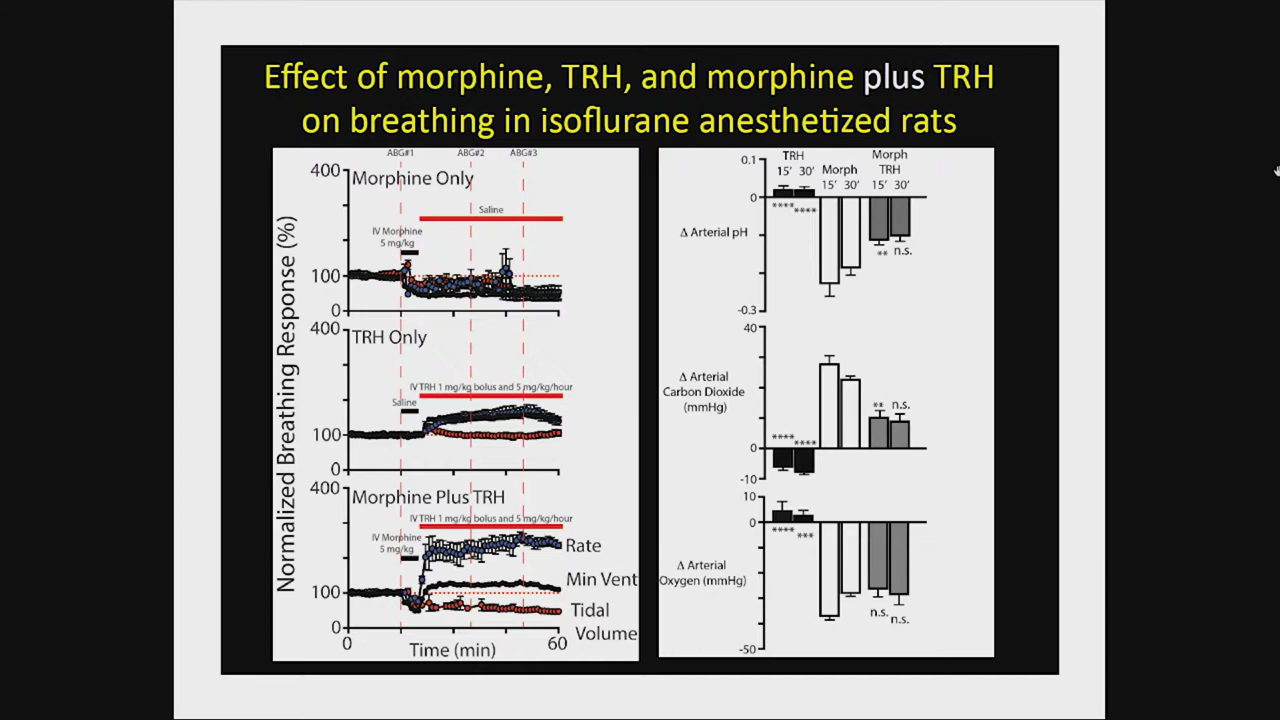 Effect of morphine, TRH, and morphine plus TRH
on breathing in isoflurane anesthetized rats
Normalized Breathing Response (%)
ABG#1 ABG#2 ABG#3
400
Morphine Only
Saline
IV Morphine
5 mg/kg
100
0
400
TRH Only
IV TRH 1 mg/kg bolus and 5 mg/kg/hour
Saline
100
0
400
Morphine Plus TRH
IV TRH 1 mg/kg bolus and 5 mg/kg/hour
IV Morphine
5 mg/kg
Rate
Min Vent
100
Tidal
Volume
0
0 60
Time (min)
0.1
TRH
15' 30'
Morph
15' 30'
Morph
TRH
15' 30'
0
**** ****
Δ Arterial pH
** n.s.
-0.3
40
Δ Arterial
Carbon Dioxide
(mmHg)
** n.s.
**** ****
0
-10
10
0
**** ***
Δ Arterial
Oxygen (mmHg)
n.s. n.s.
-50